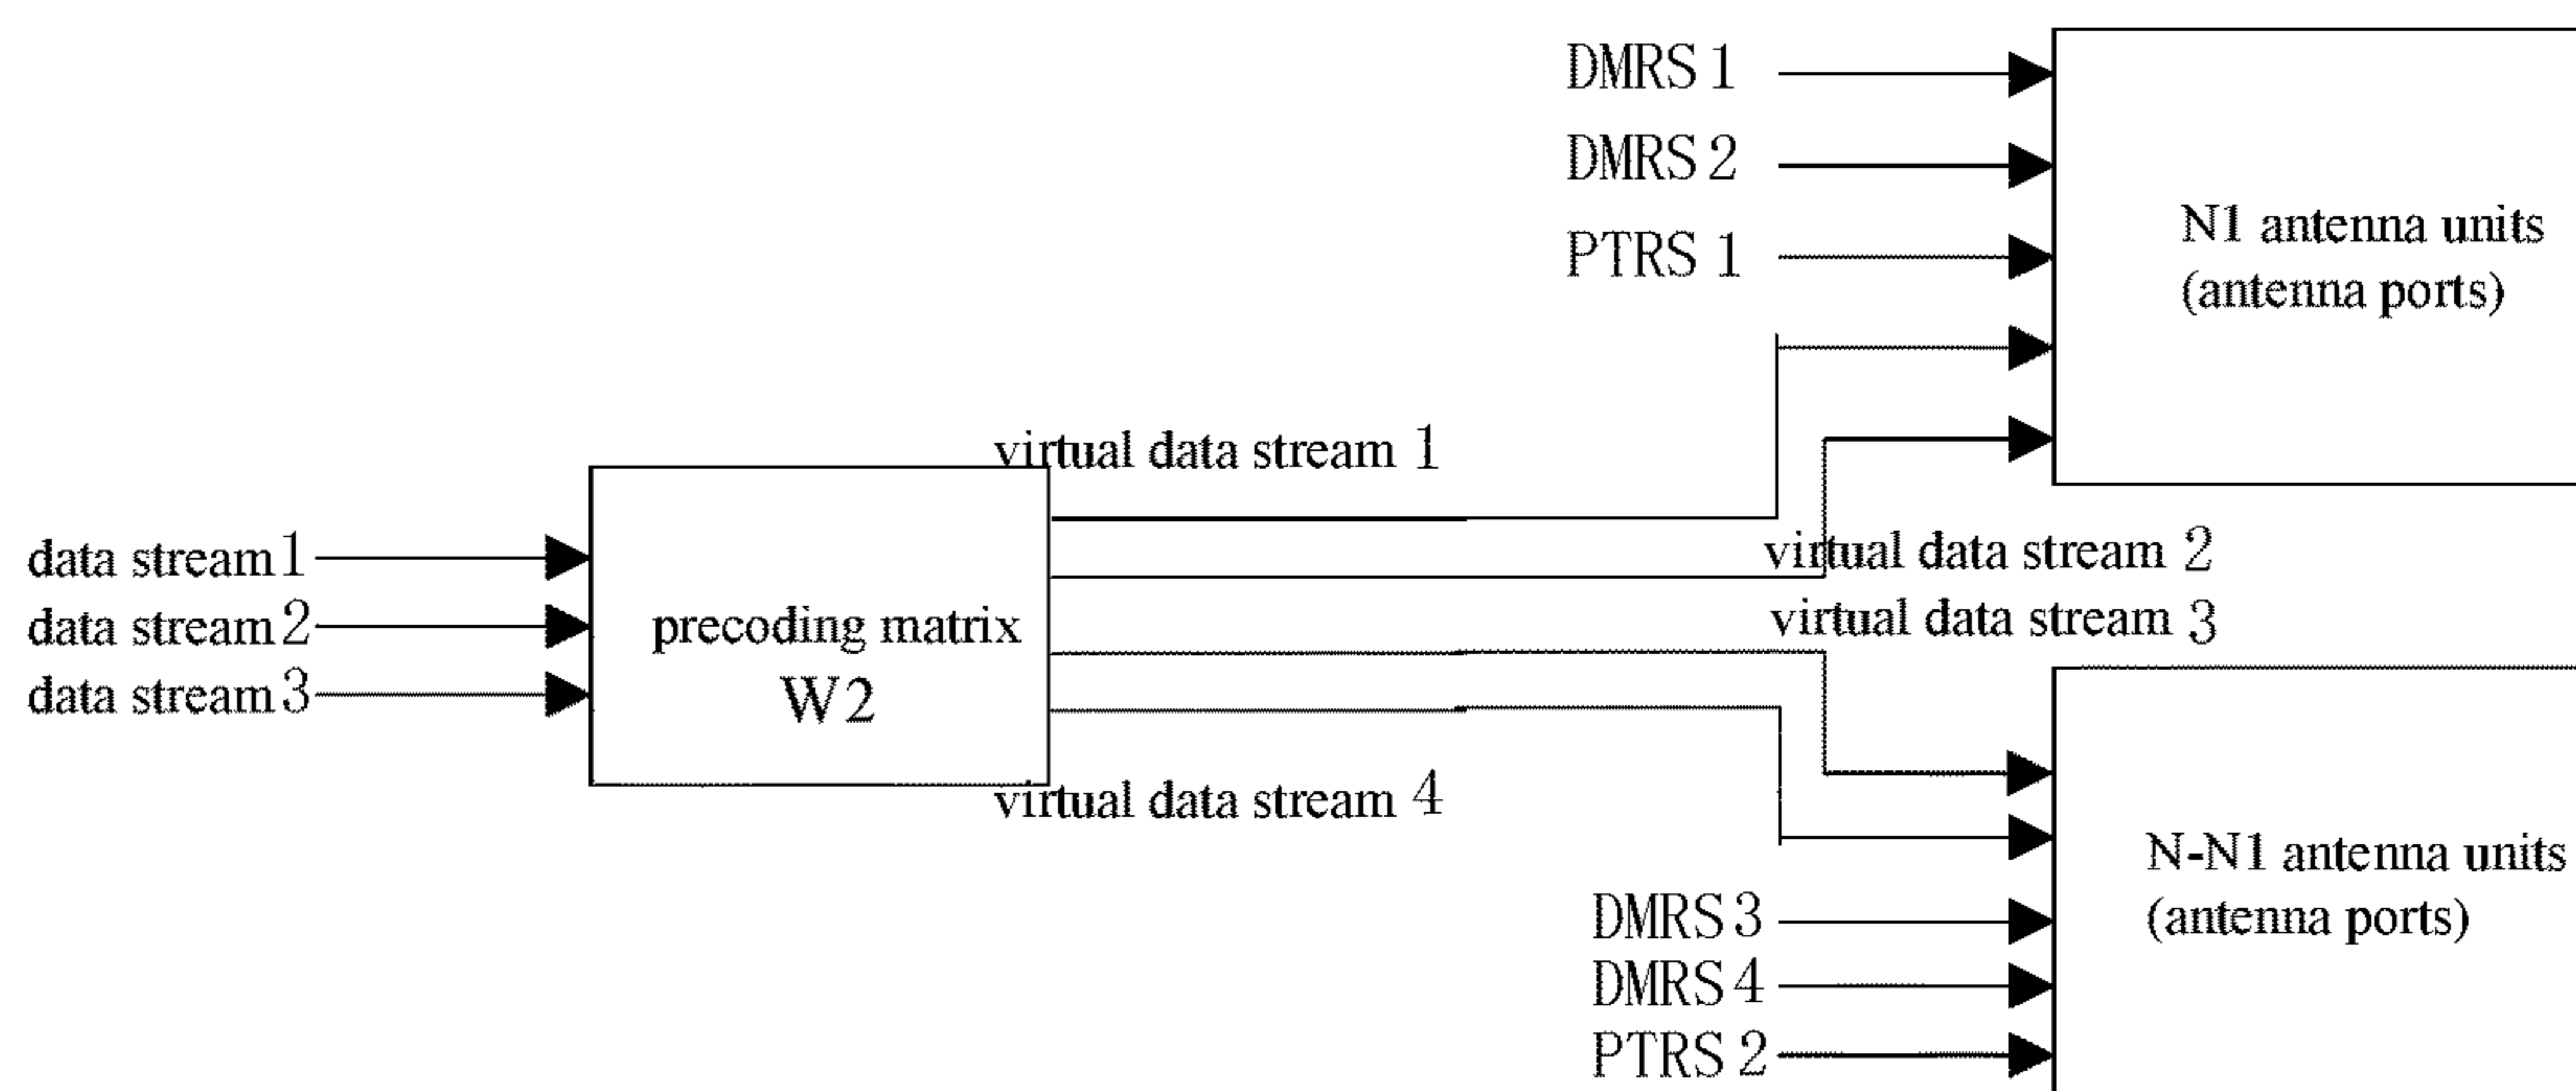 DMRS 1
DMRS 2
PTRS 1
N1 antenna units
(antenna ports)
virtual data stream 1
data stream 1
data stream 2
data stream 3
precoding matrix
W2
virtual data stream 2
virtual data stream 3
virtual data stream 4
N-N1 antenna units
(antenna ports)
DMRS 3
DMRS 4
PTRS 2